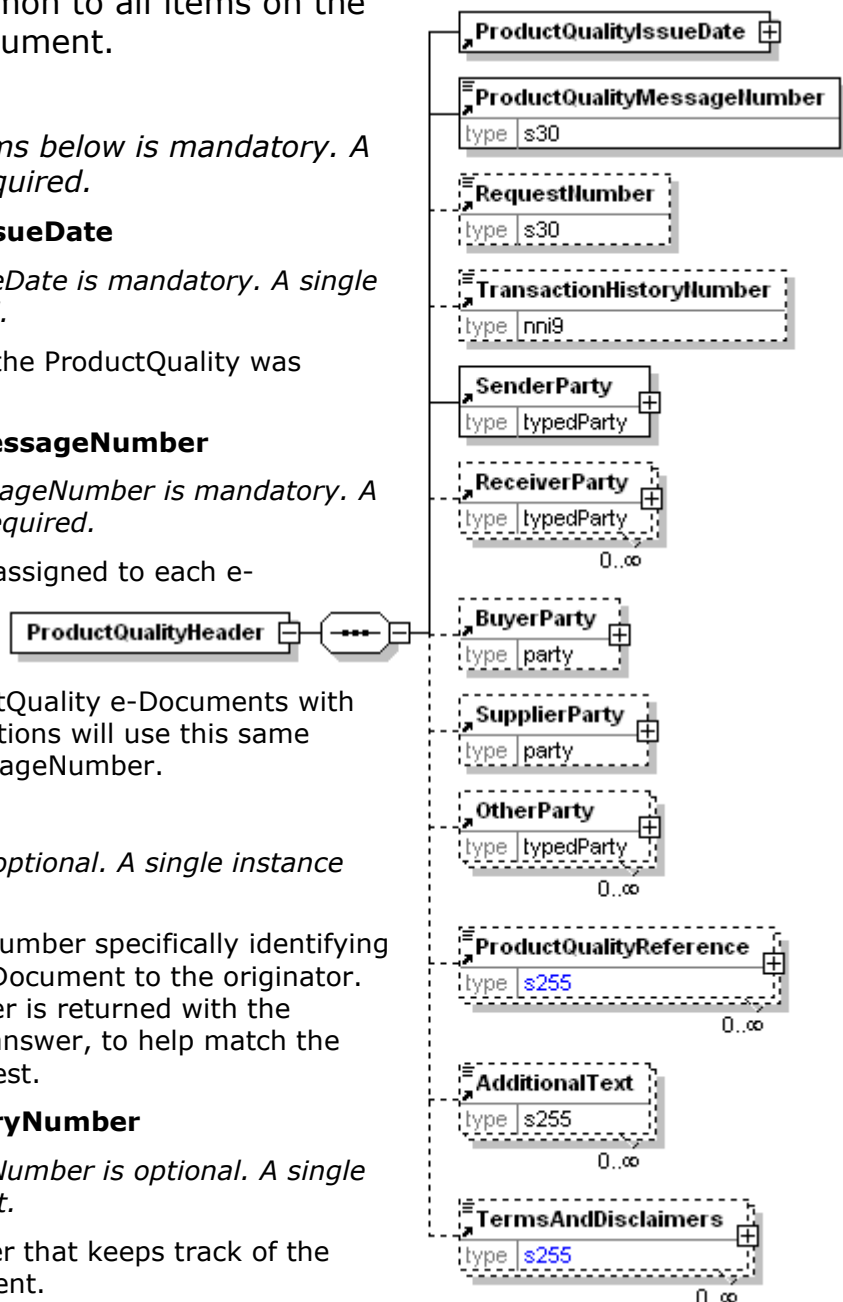 mon to all items on the
ument.
ms below is mandatory. A
quired.
sueDate
eDate is mandatory. A single
.
the ProductQuality was
essageNumber
sageNumber is mandatory. A
equired.
assigned to each e-
tQuality e-Documents with
tions will use this same
ageNumber.
optional. A single instance
umber specifically identifying
Document to the originator.
er is returned with the
answer, to help match the
est.
ryNumber
Number is optional. A single
t.
er that keeps track of the
ent.
ProductQualityHeader
ProductQualityIssueDate
ProductQualityMessageNumber
type s30
RequestNumber
type s30
TransactionHistoryNumber
type nni9
SenderParty
type typedParty
ReceiverParty
type typedParty
0..∞
BuyerParty
type party
SupplierParty
type party
OtherParty
type typedParty
0..∞
ProductQualityReference
type s255
0..∞
AdditionalText
type s255
0..∞
TermsAndDisclaimers
type s255
0..∞